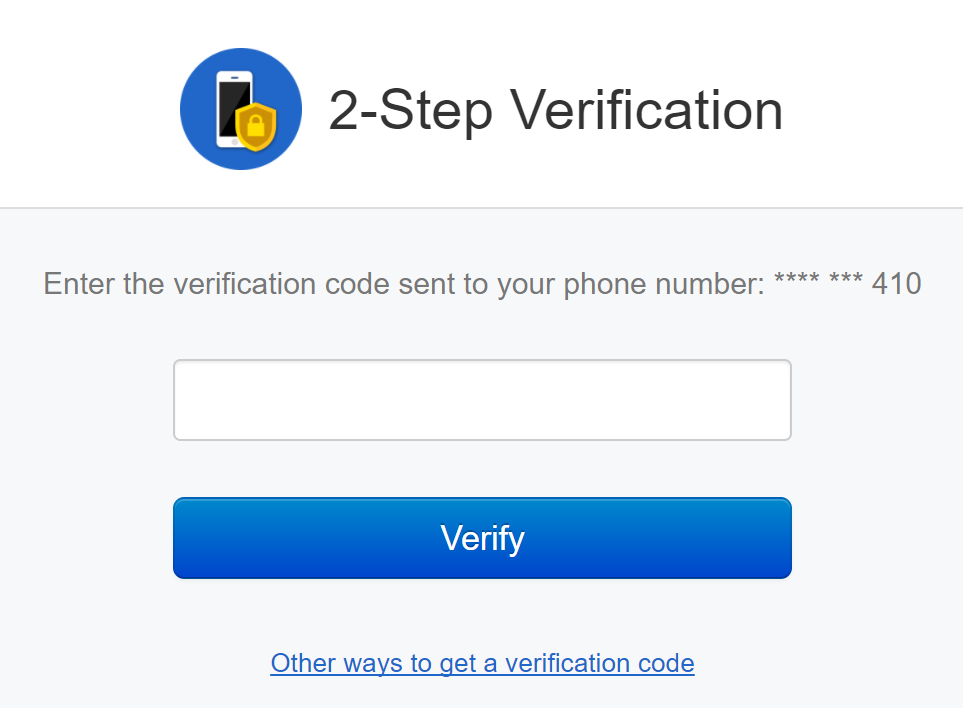 2-Step Verification
Enter the verification code sent to your phone number: **** *** 410
Verify
Other ways to get a verification code